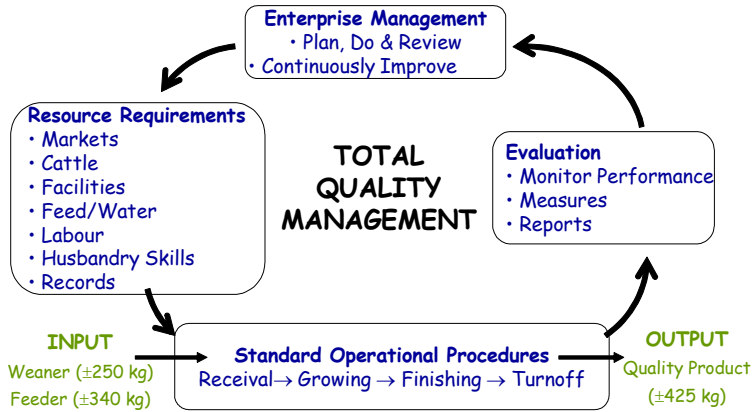 Enterprise Management
• Plan, Do & Review
• Continuously Improve
Resource Requirements
• Markets
• Cattle
• Facilities
• Feed/Water
• Labour
• Husbandry Skills
• Records
TOTAL
QUALITY
MANAGEMENT
Evaluation
• Monitor Performance
• Measures
• Reports
INPUT
Weaner (±250 kg)
Feeder (±340 kg)
Standard Operational Procedures
Receival→ Growing → Finishing → Turnoff
OUTPUT
Quality Product
(±425 kg)